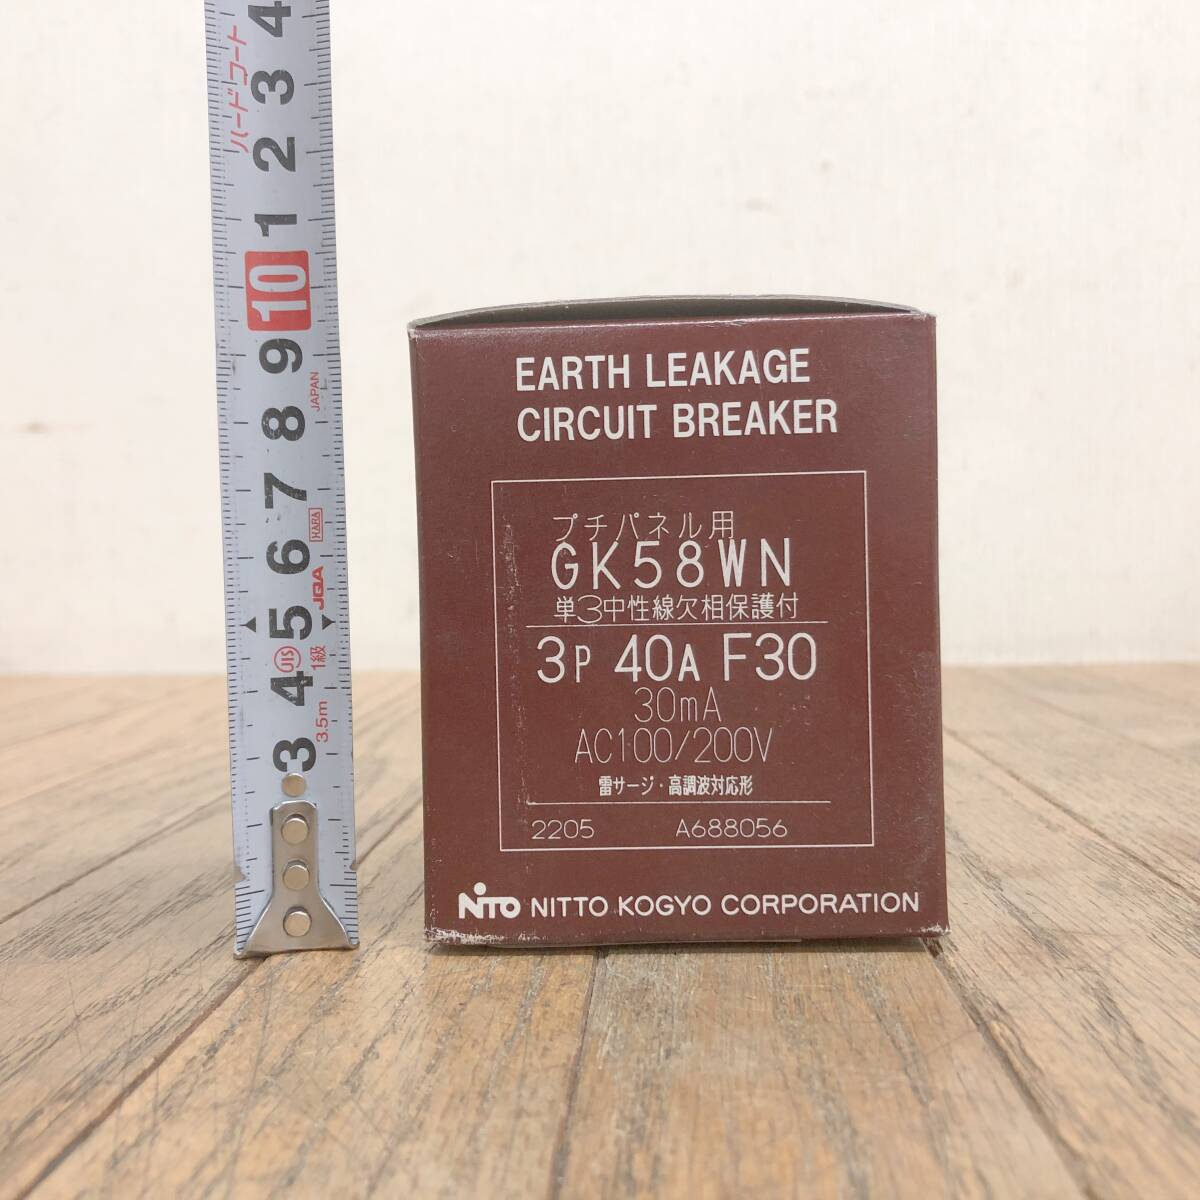 4
3
2
1
10
9
8
7
6
5
4
3
ハードコート
JAPAN
HARA
JQA
JIS
1級
3.5m
EARTH LEAKAGE
CIRCUIT BREAKER
プチパネル用
GK58WN
単3中性線欠相保護付
3P 40A F30
30mA
AC100/200V
雷サージ・高調波対応形
2205 A688056
NITTO NITTO KOGYO CORPORATION